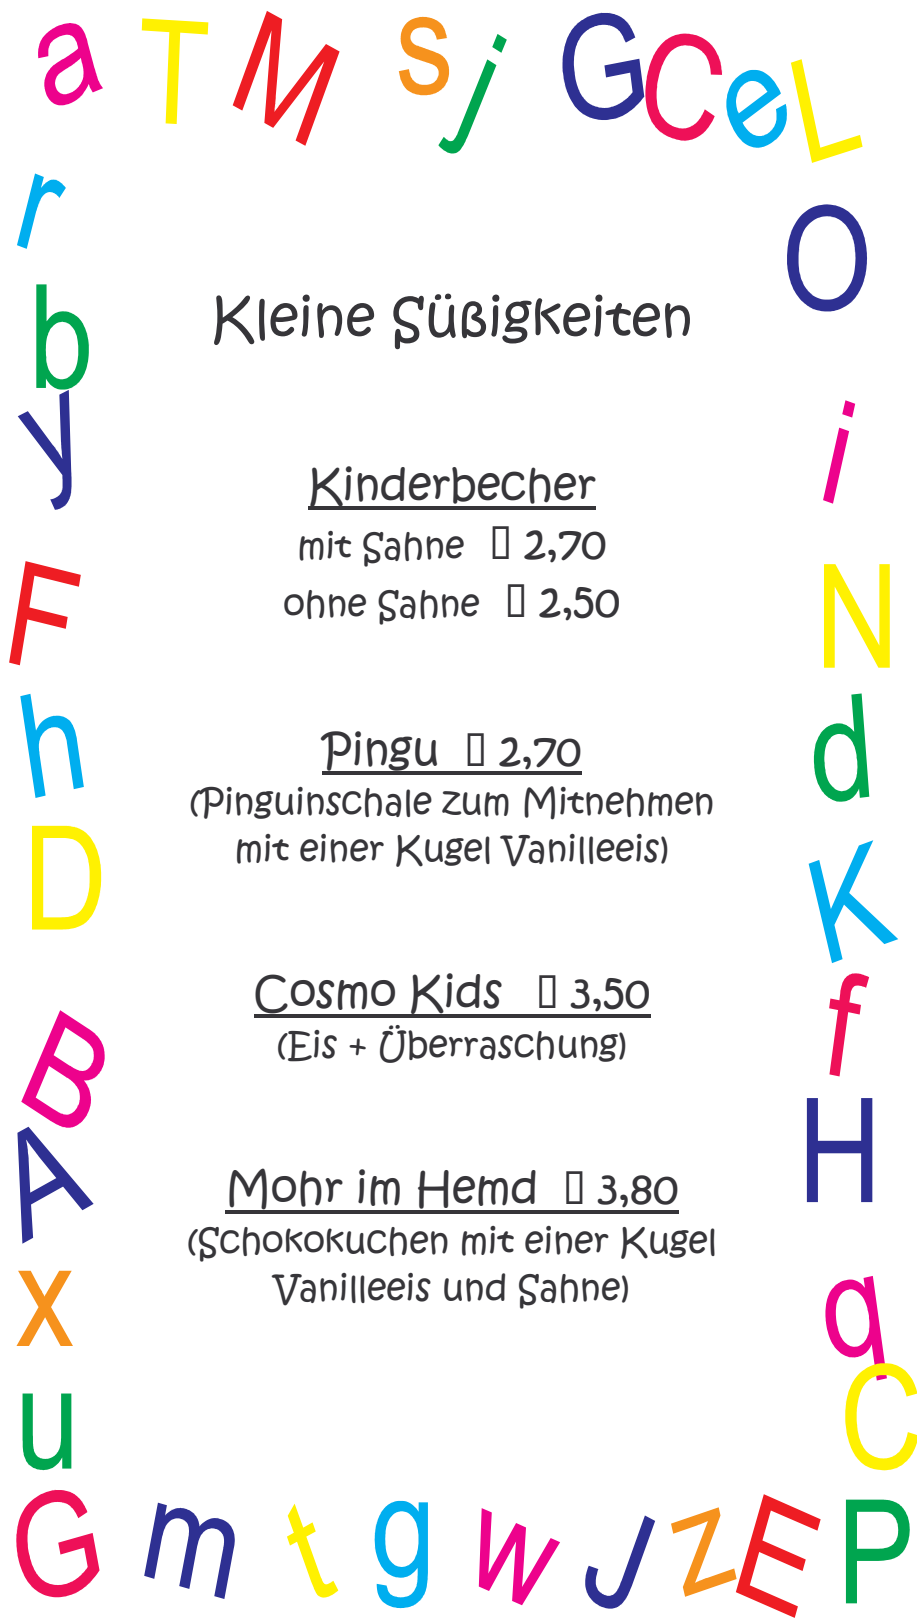 a T M s j G C e L
r
O
b
Kleine Süßigkeiten
y
i
Kinderbecher
mit Sahne  2,70
ohne Sahne  2,50
F
N
h
d
Pingu  2,70
(Pinguinschale zum Mitnehmen
mit einer Kugel Vanilleeis)
D
K
Cosmo Kids  3,50
(Eis + Überraschung)
f
B
H
A
Mohr im Hemd  3,80
(Schokokuchen mit einer Kugel
Vanilleeis und Sahne)
x
q
u
C
G m t g w J z E P